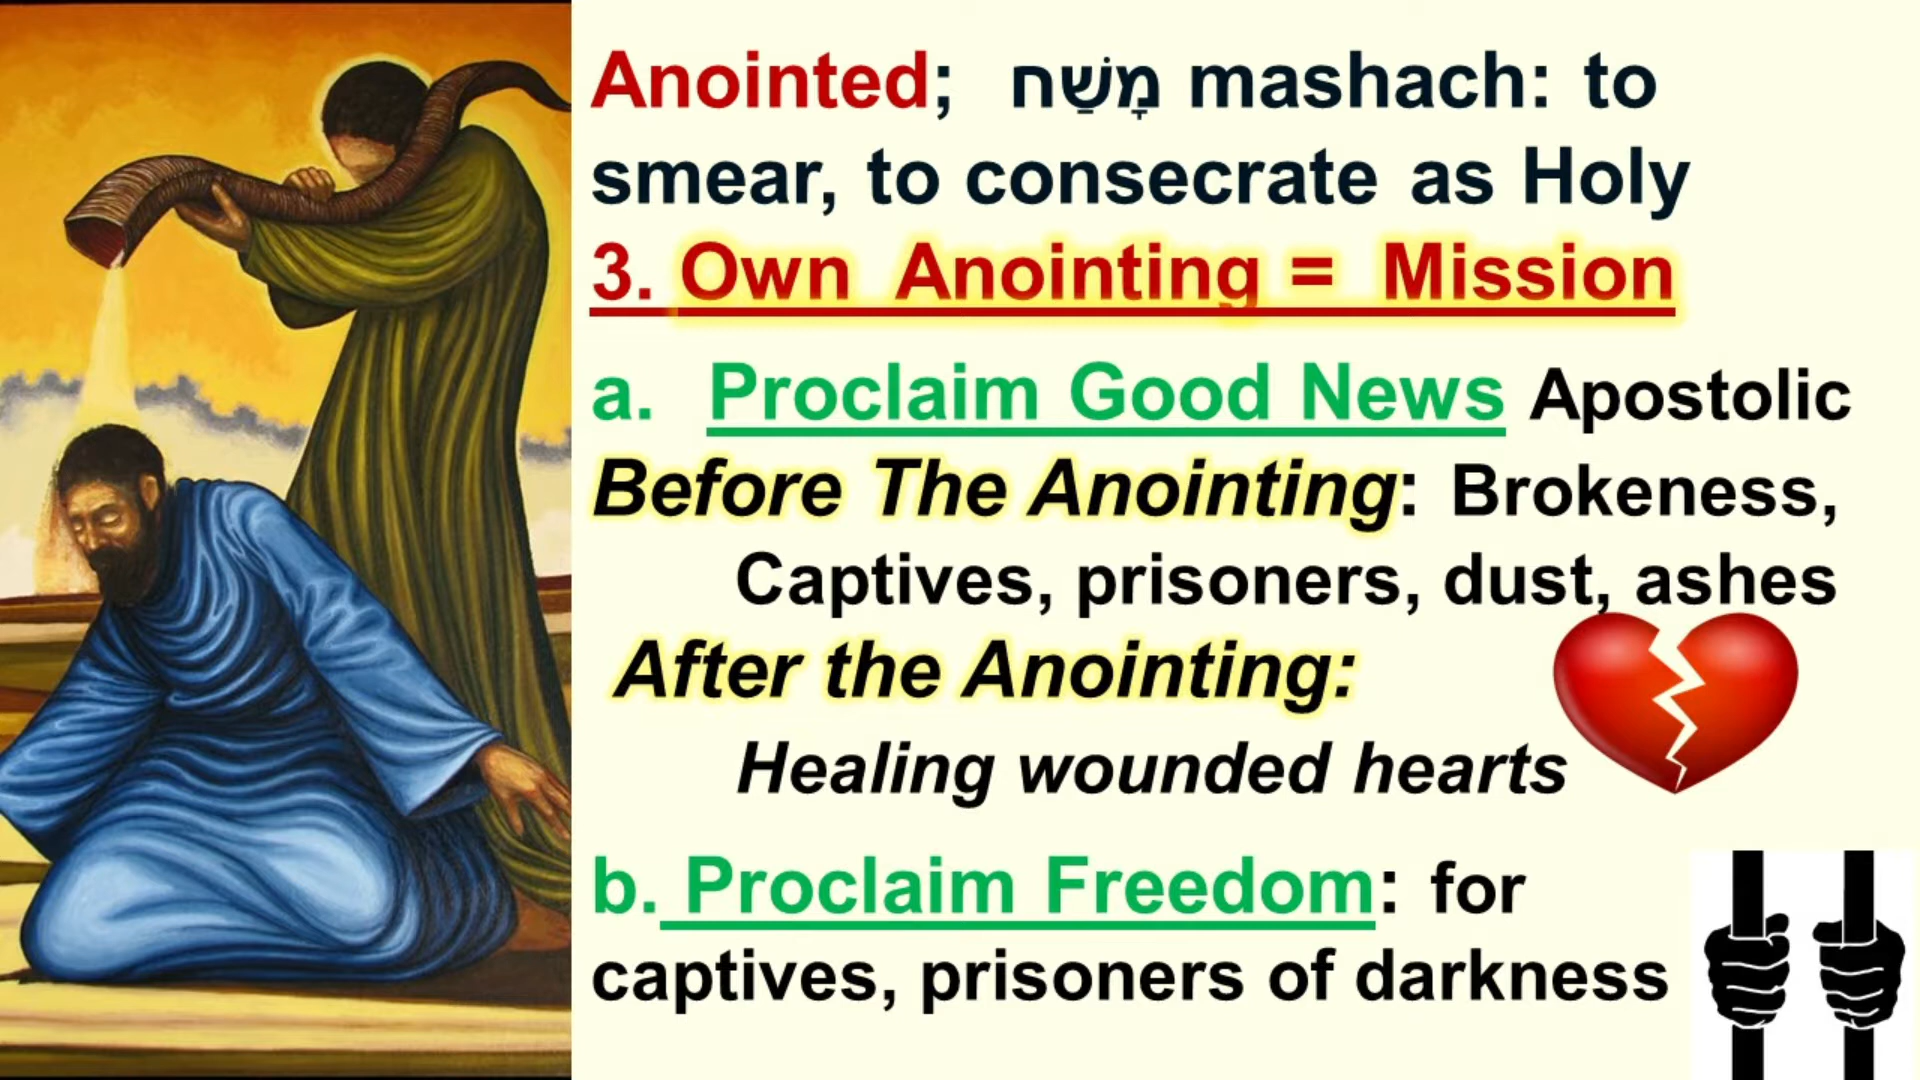 Anointed; מָשַׁח mashach: to
smear, to consecrate as Holy
3. Own Anointing = Mission
a. Proclaim Good News Apostolic
Before The Anointing: Brokeness,
Captives, prisoners, dust, ashes
After the Anointing:
Healing wounded hearts
b. Proclaim Freedom: for
captives, prisoners of darkness